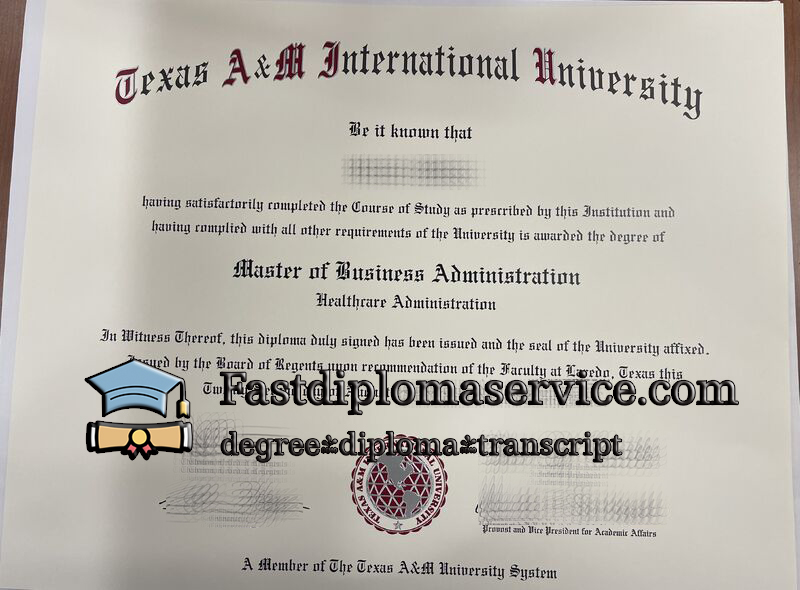 Texas A&M International University
Be it known that
having satisfactorily completed the Course of Study as prescribed by this Institution and
having complied with all other requirements of the University is awarded the degree of
Master of Business Administration
Healthcare Administration
In Witness Thereof, this diploma duly signed has been issued and the seal of the University affixed.
Issued by the Board of Regents upon recommendation of the Faculty at Laredo, Texas this
Fastdiplomaservice.com
degree*diploma*transcript
TEXAS A&M UNIVERSITY
Provost and Vice President for Academic Affairs
A Member of The Texas A&M University System